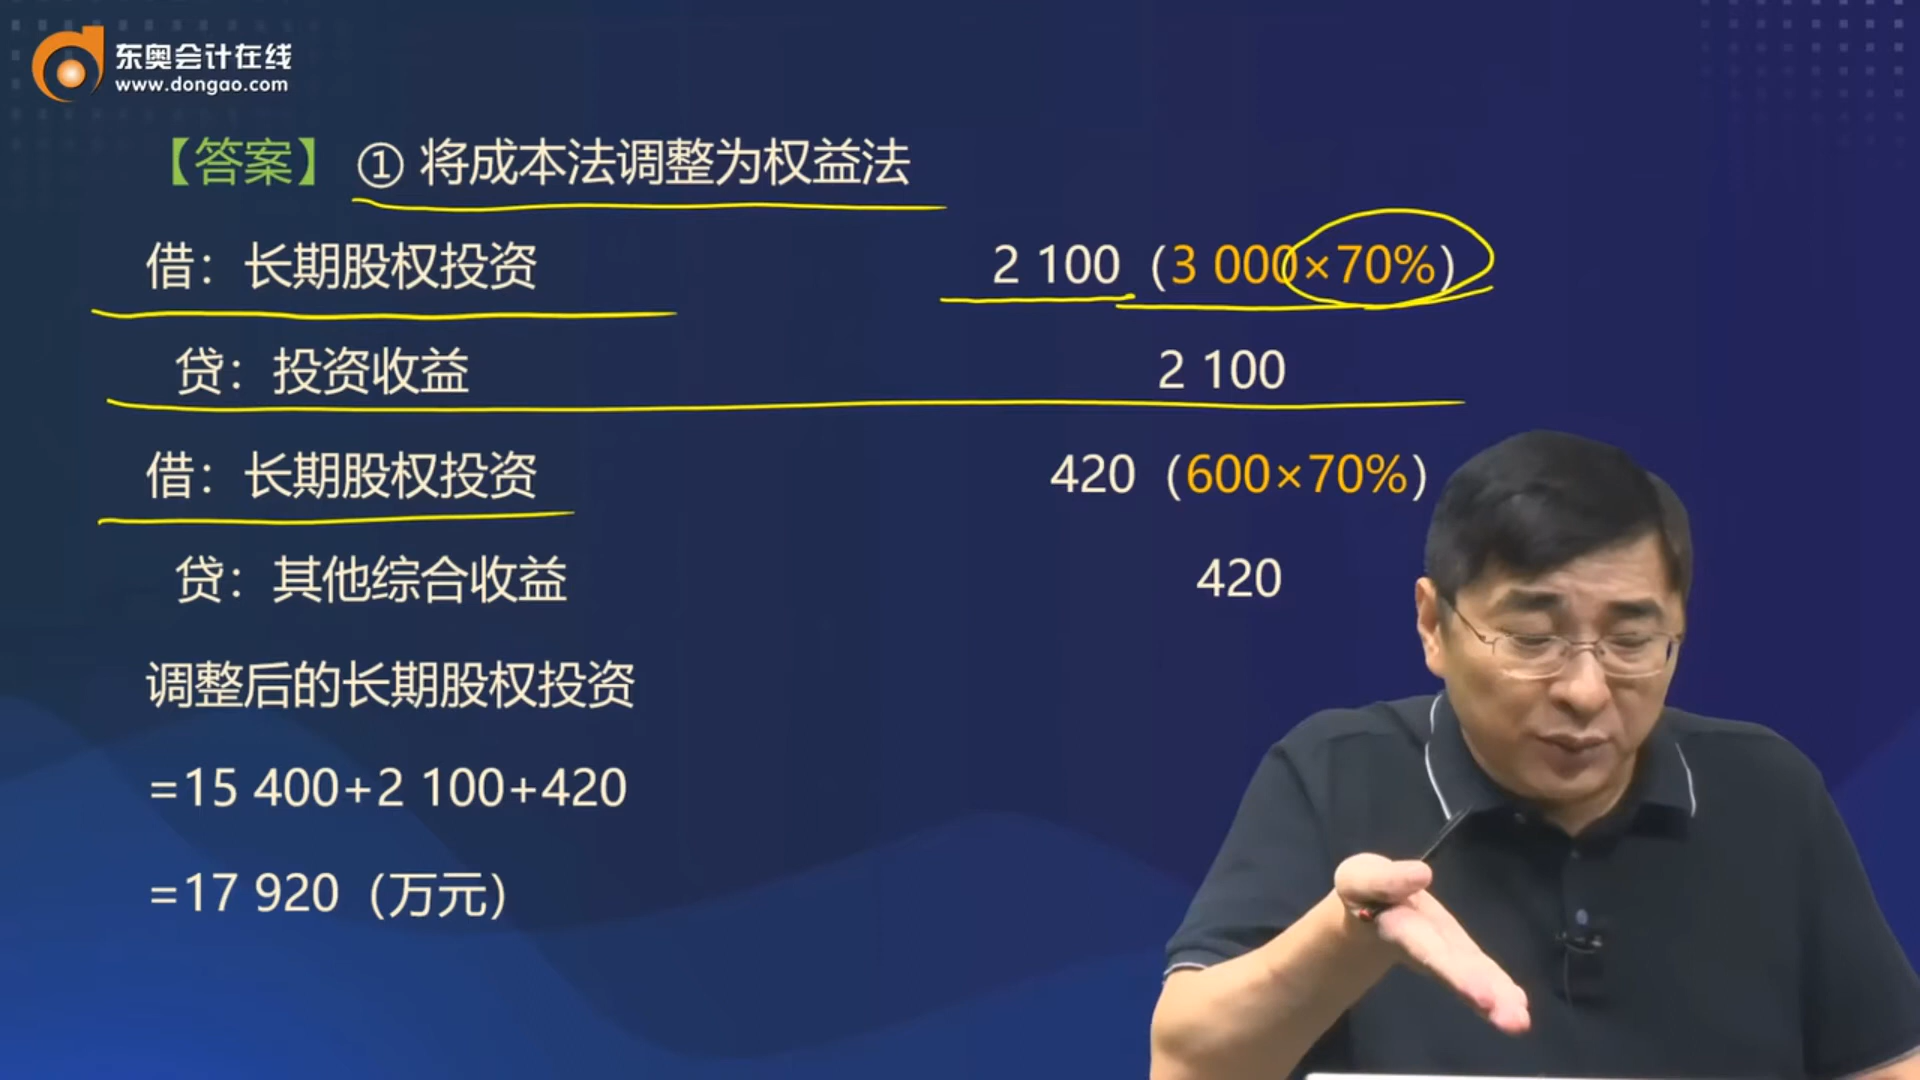 东奥会计在线
www.dongao.com
【答案】① 将成本法调整为权益法
借：长期股权投资 2 100（3 000×70%）
贷：投资收益 2 100
借：长期股权投资 420（600×70%）
贷：其他综合收益 420
调整后的长期股权投资
=15 400+2 100+420
=17 920（万元）